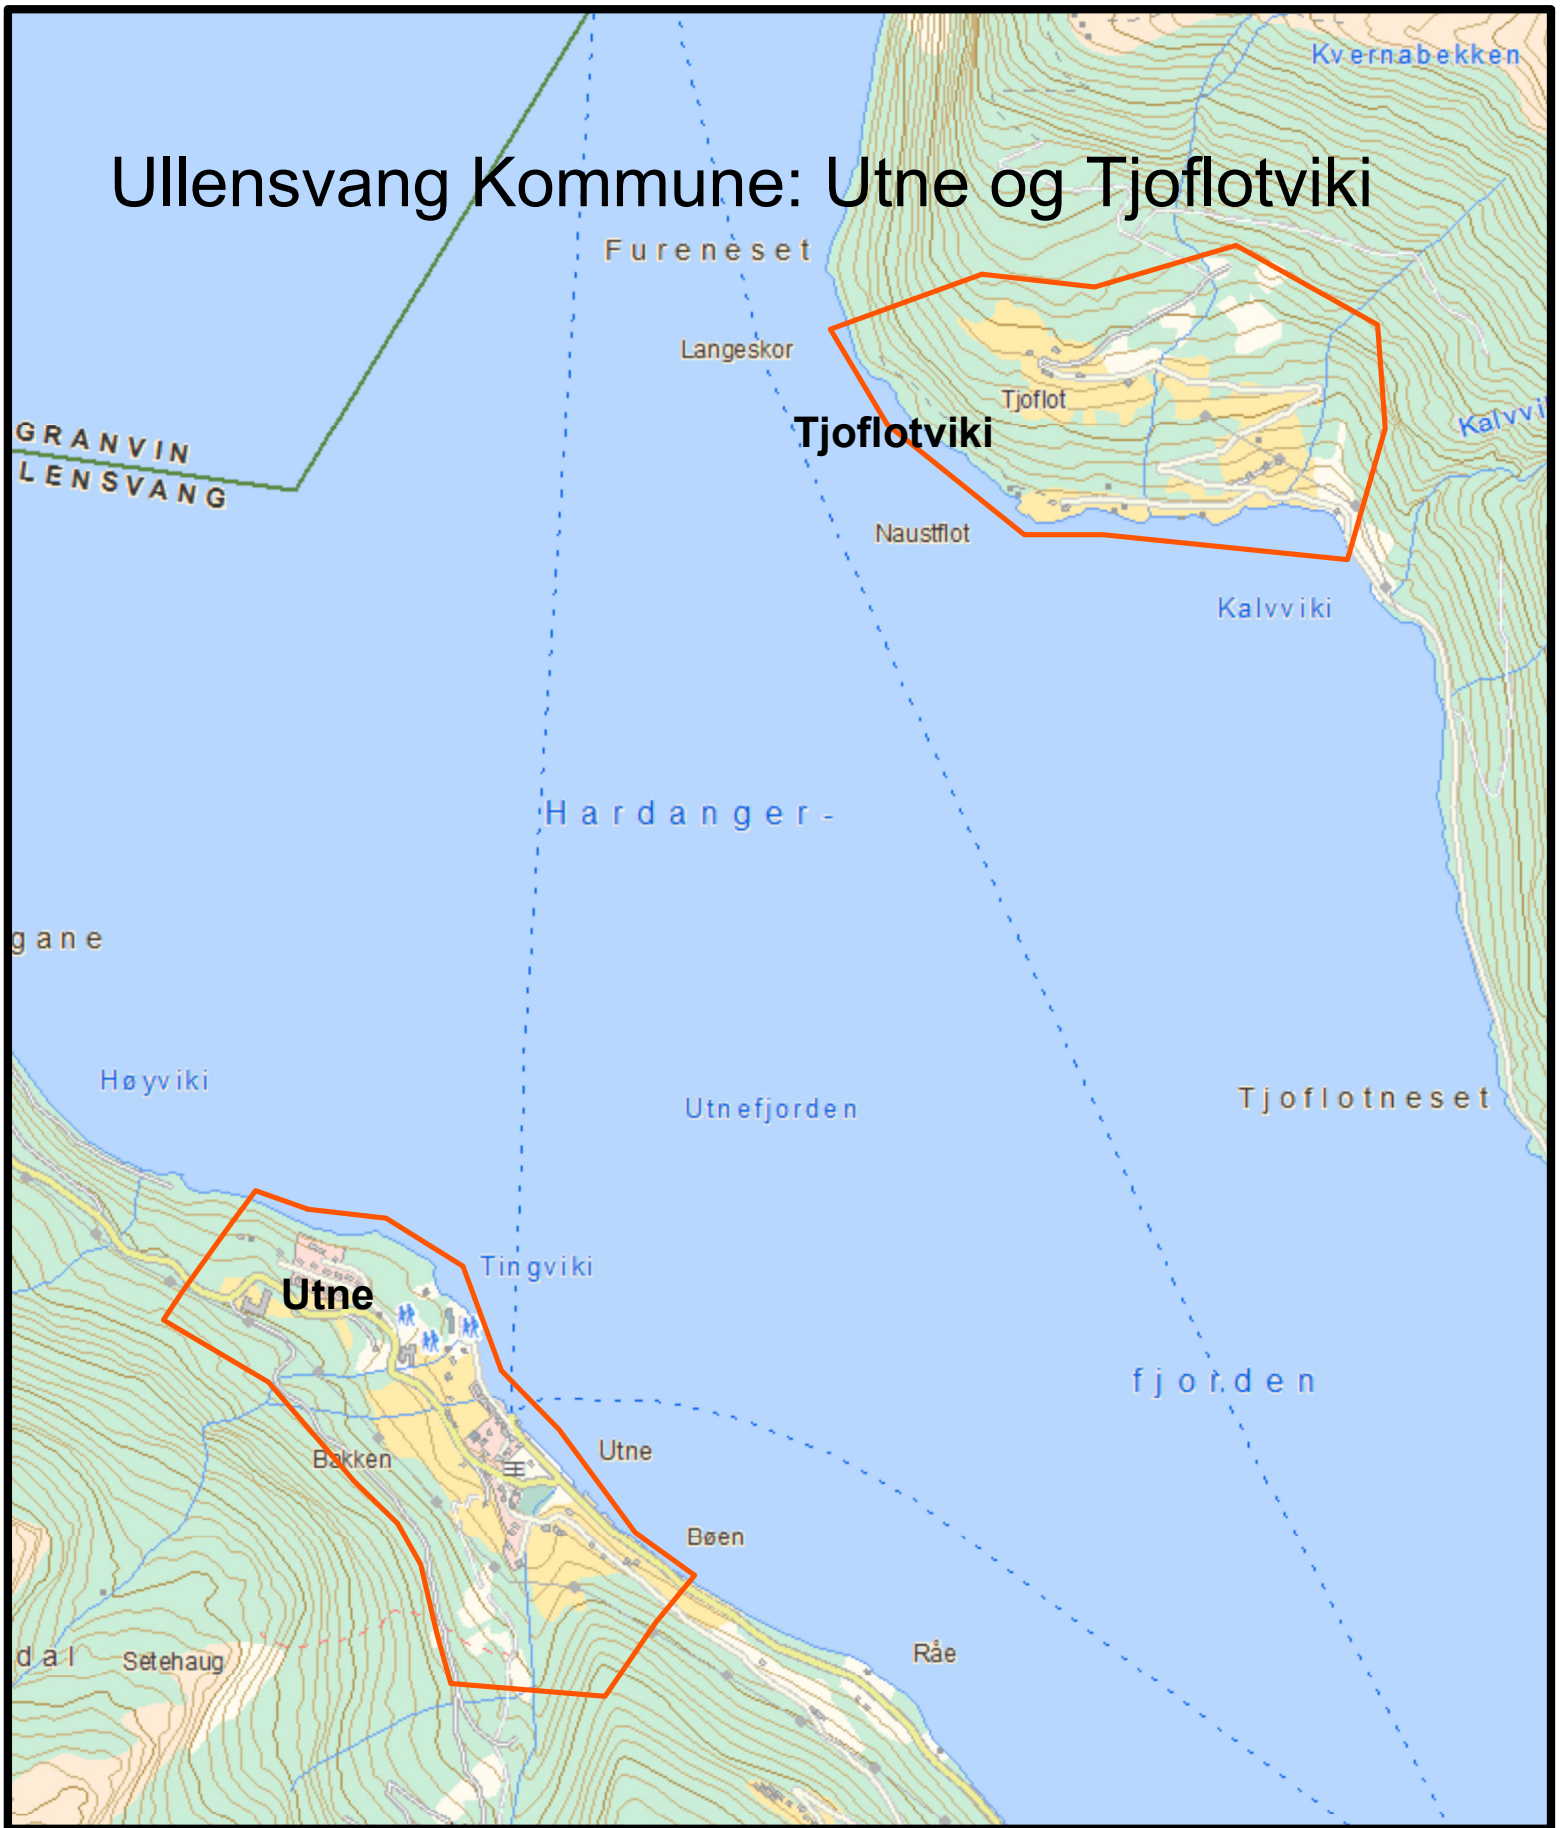 Kvernabekken
Ullensvang Kommune: Utne og Tjoflotviki
Fureneset
Langeskor
Tjoflot
Kalvvi
GRANVIN
LENSVANG
Tjoflotviki
Naustflot
Kalvviki
Hardanger-
gane
Høyviki
Utnefjorden
Tjoflotneset
Tingviki
Utne
fjorden
Bakken
Utne
Bøen
Råe
dal
Setehaug